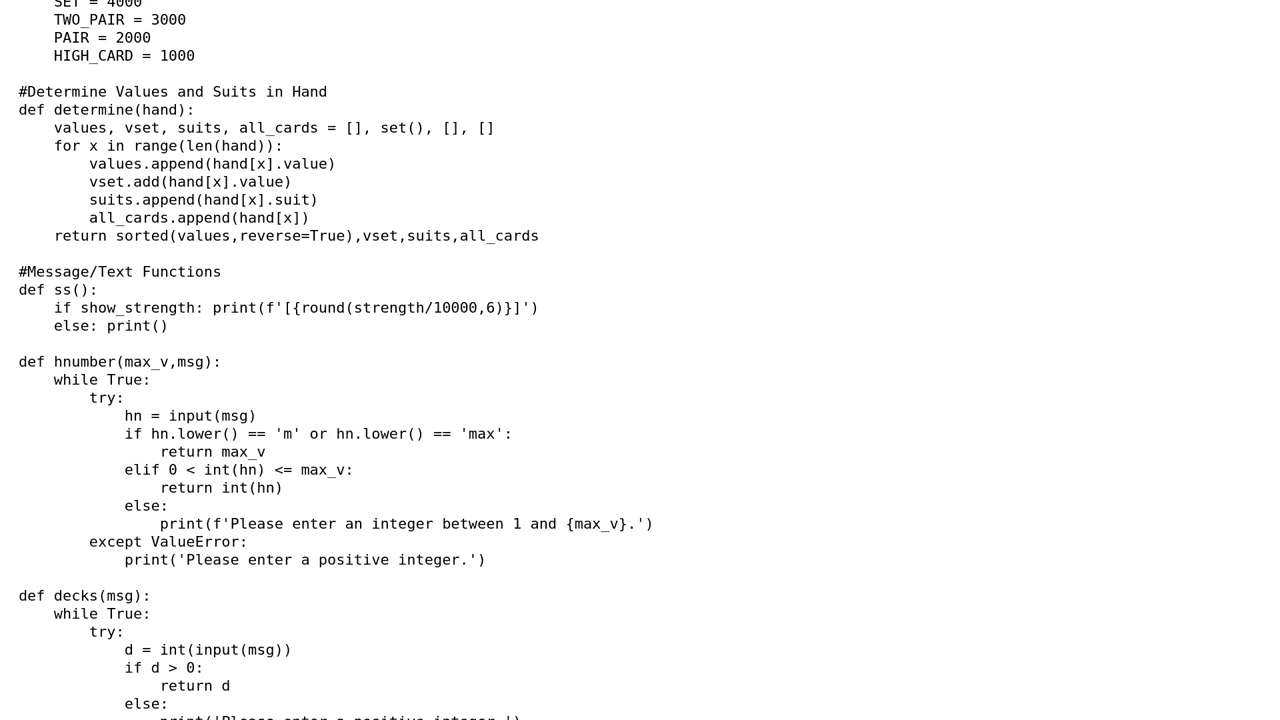 SET = 4000
    TWO_PAIR = 3000
    PAIR = 2000
    HIGH_CARD = 1000

#Determine Values and Suits in Hand
def determine(hand):
    values, vset, suits, all_cards = [], set(), [], []
    for x in range(len(hand)):
        values.append(hand[x].value)
        vset.add(hand[x].value)
        suits.append(hand[x].suit)
        all_cards.append(hand[x])
    return sorted(values,reverse=True),vset,suits,all_cards

#Message/Text Functions
def ss():
    if show_strength: print(f'[{round(strength/10000,6)}]')
    else: print()

def hnumber(max_v,msg):
    while True:
        try:
            hn = input(msg)
            if hn.lower() == 'm' or hn.lower() == 'max':
                return max_v
            elif 0 < int(hn) <= max_v:
                return int(hn)
            else:
                print(f'Please enter an integer between 1 and {max_v}.')
        except ValueError:
            print('Please enter a positive integer.')

def decks(msg):
    while True:
        try:
            d = int(input(msg))
            if d > 0:
                return d
            else:
                print('Please enter a positive integer.')